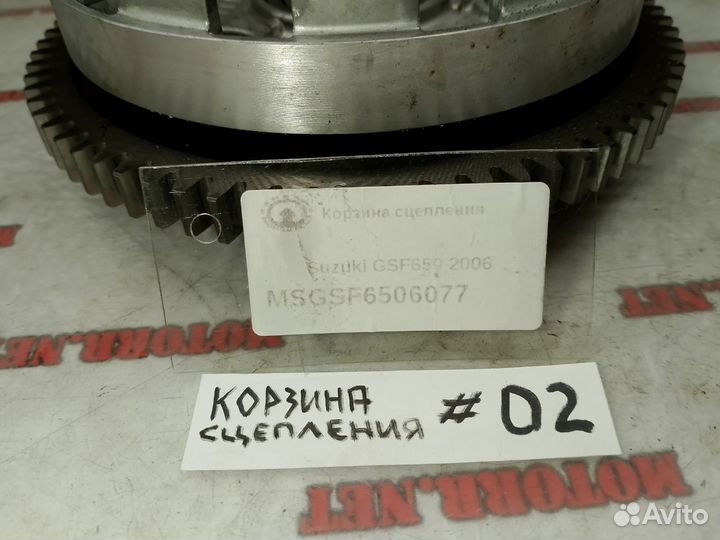 Корзина сцепления
Suzuki GSF650 2006
MSGSF6506077
КОРЗИНА
СЦЕПЛЕНИЯ
# 02
MOTORR.NET
MOTORR.NET
MOTORR.NET
Avito